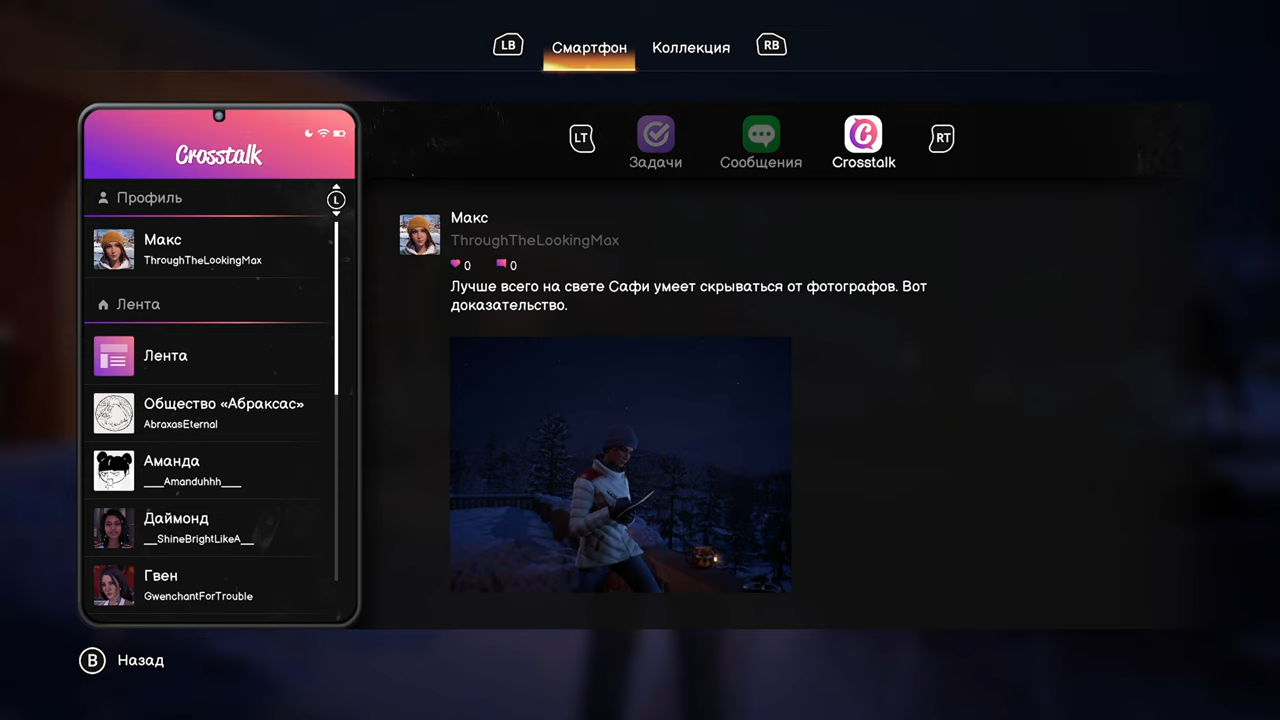 LB
Смартфон
Коллекция
RB
Crosstalk
LT
Задачи
Сообщения
Crosstalk
RT
Профиль
L
Макс
ThroughTheLookingMax
Лента
Лента
Общество «Абраксас»
AbraxasEternal
Аманда
___Amanduhhh___
Даймонд
__ShineBrightLikeA__
Гвен
GwenchantForTrouble
Макс
ThroughTheLookingMax
0 0
Лучше всего на свете Сафи умеет скрываться от фотографов. Вот
доказательство.
B Назад